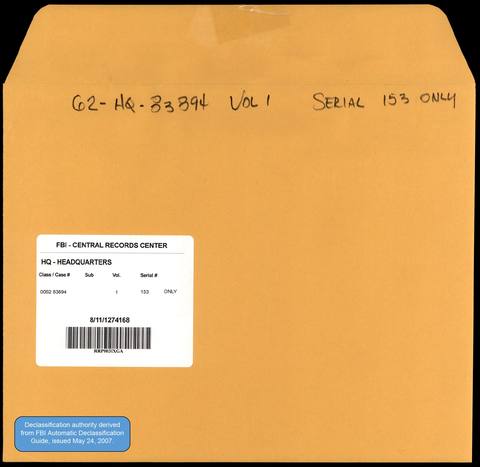 62-HQ-83894 VOL 1 SERIAL 153 ONLY
FBI - CENTRAL RECORDS CENTER
HQ - HEADQUARTERS
Class / Case # Sub Vol. Serial #
0062 83894 1 153 ONLY
8/11/1274168
Declassification authority derived
from FBI Automatic Declassification
Guide, issued May 24, 2007.